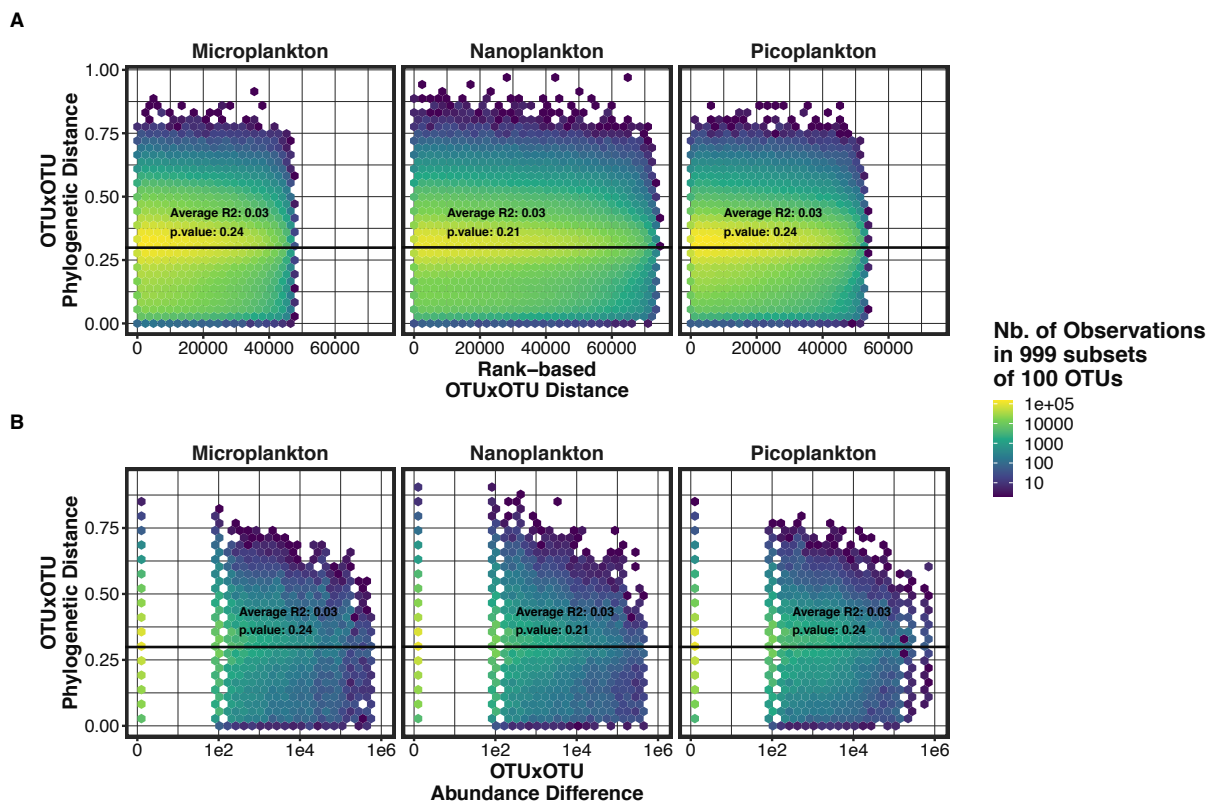 A
Microplankton
Nanoplankton
Picoplankton
OTUxOTU
Phylogenetic Distance
1.00
0.75
0.50
0.25
0.00
Average R2: 0.03
p.value: 0.24
Average R2: 0.03
p.value: 0.21
Average R2: 0.03
p.value: 0.24
0 20000 40000 60000
0 20000 40000 60000
0 20000 40000 60000
Rank−based
OTUxOTU Distance
Nb. of Observations
in 999 subsets
of 100 OTUs
1e+05
10000
1000
100
10
B
Microplankton
Nanoplankton
Picoplankton
OTUxOTU
Phylogenetic Distance
0.75
0.50
0.25
0.00
Average R2: 0.03
p.value: 0.24
Average R2: 0.03
p.value: 0.21
Average R2: 0.03
p.value: 0.24
0 1e2 1e4 1e6
0 1e2 1e4 1e6
0 1e2 1e4 1e6
OTUxOTU
Abundance Difference